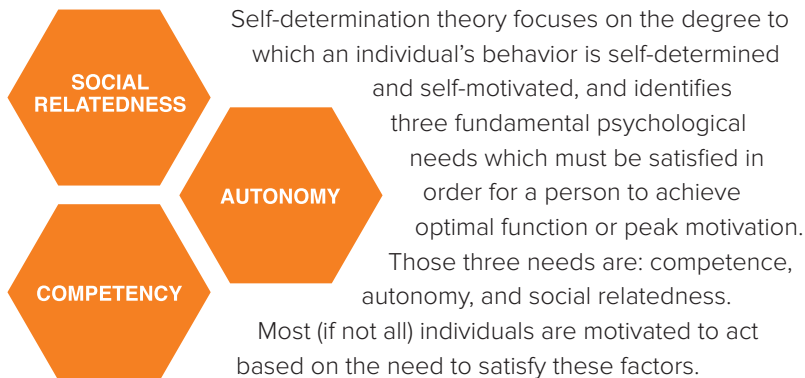 SOCIAL
RELATEDNESS
AUTONOMY
COMPETENCY
Self-determination theory focuses on the degree to
which an individual’s behavior is self-determined
and self-motivated, and identifies
three fundamental psychological
needs which must be satisfied in
order for a person to achieve
optimal function or peak motivation.
Those three needs are: competence,
autonomy, and social relatedness.
Most (if not all) individuals are motivated to act
based on the need to satisfy these factors.